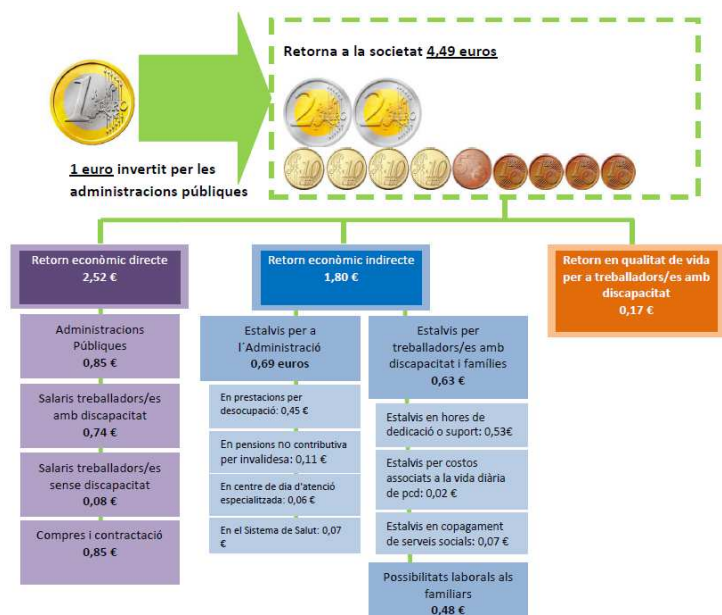 Retorna a la societat 4,49 euros
1 euro invertit per les
administracions públiques
Retorn econòmic directe
2,52 €
Retorn econòmic indirecte
1,80 €
Retorn en qualitat de vida
per a treballadors/es amb
discapacitat
0,17 €
Administracions
Públiques
0,85 €
Salaris treballadors/es
amb discapacitat
0,74 €
Salaris treballadors/es
sense discapacitat
0,08 €
Compres i contractació
0,85 €
Estalvis per a
l´Administració
0,69 euros
En prestacions per
desocupació: 0,45 €
En pensions no contributiva
per invalidesa: 0,11 €
En centre de dia d'atenció
especialitzada: 0,06 €
En el Sistema de Salut: 0,07
€
Estalvis per
treballadors/es amb
discapacitat i famílies
0,63 €
Estalvis en hores de
dedicació o suport: 0,53€
Estalvis per costos
associats a la vida diària
de pcd: 0,02 €
Estalvis en copagament
de serveis socials: 0,07 €
Possibilitats laborals als
familiars
0,48 €